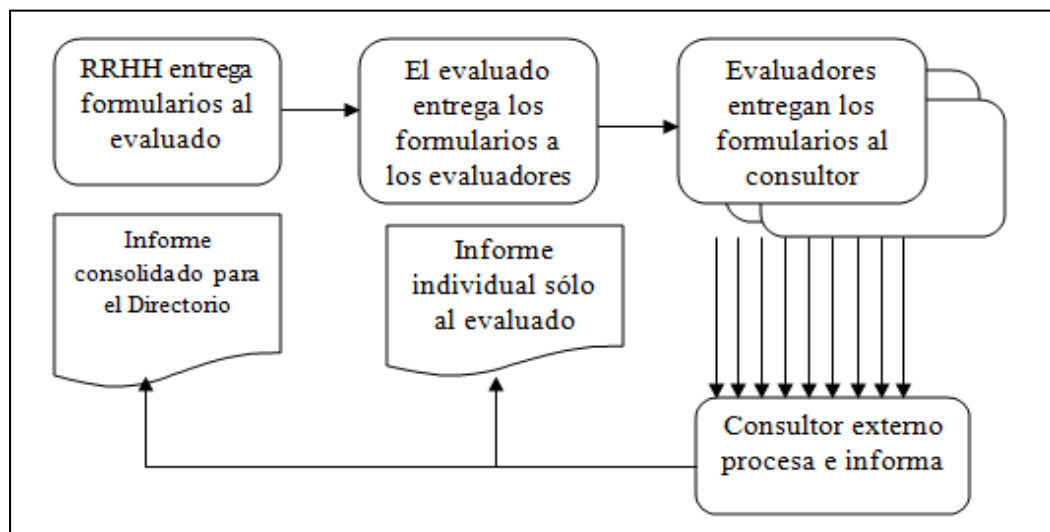 RRHH entrega
formularios al
evaluado
El evaluado
entrega los
formularios a
los evaluadores
Evaluadores
entregan los
formularios al
consultor
Informe
consolidado para
el Directorio
Informe
individual sólo
al evaluado
Consultor externo
procesa e informa